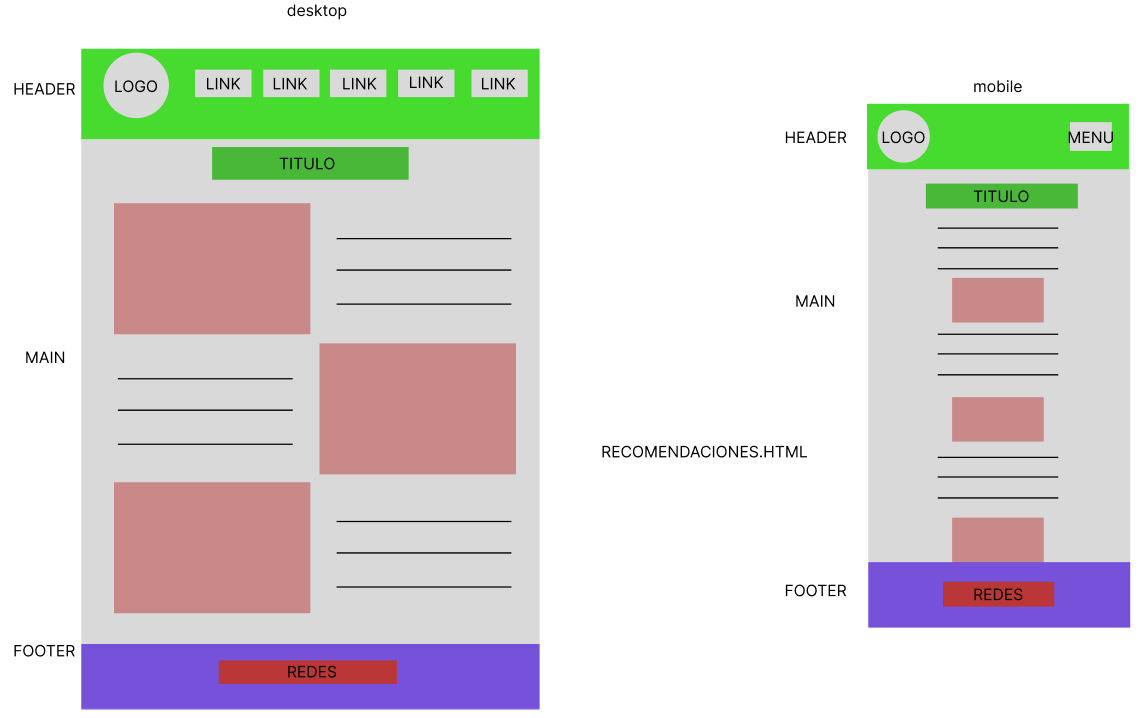 desktop
HEADER
LOGO
LINK
LINK
LINK
LINK
LINK
TITULO
MAIN
FOOTER
REDES
RECOMENDACIONES.HTML
mobile
HEADER
LOGO
MENU
TITULO
MAIN
FOOTER
REDES